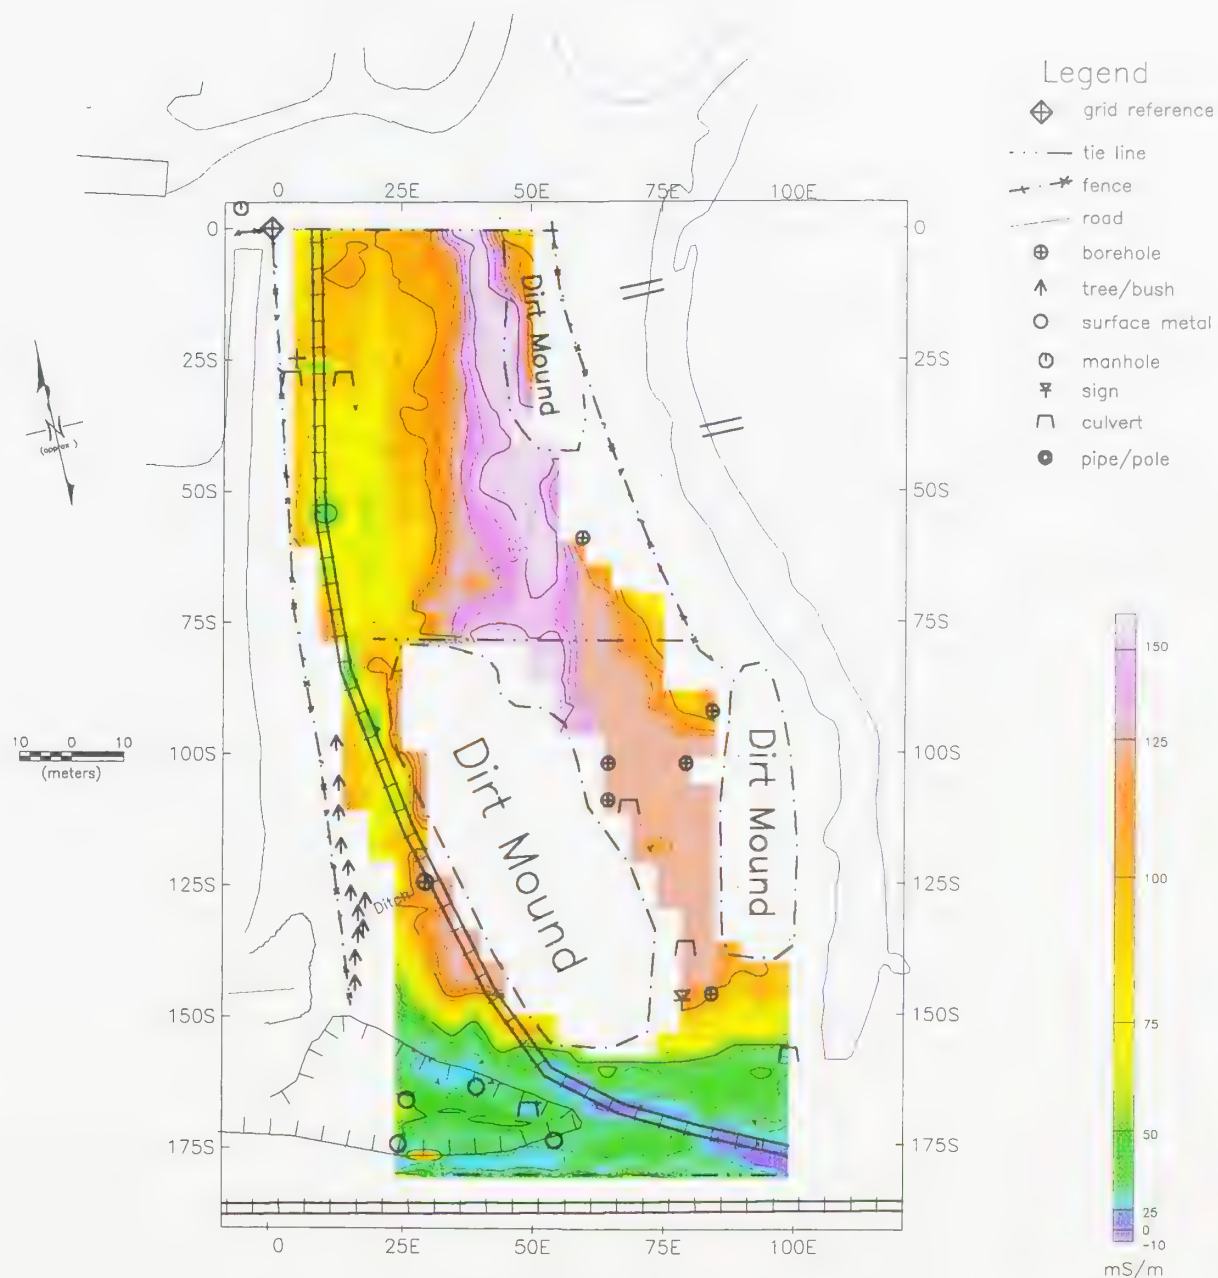 Legend
grid reference
tie line
fence
road
borehole
tree/bush
surface metal
manhole
sign
culvert
pipe/pole
0 25E 50E 75E 100E
0 0
25S 25S
50S 50S
75S 75S
100S 100S
125S 125S
150S 150S
175S 175S
0 25E 50E 75E 100E
Dirt Mound
Dirt Mound
Dirt Mound
Ditch
N
(approx)
10 0 10
(meters)
150
125
100
75
50
25
0
-10
mS/m